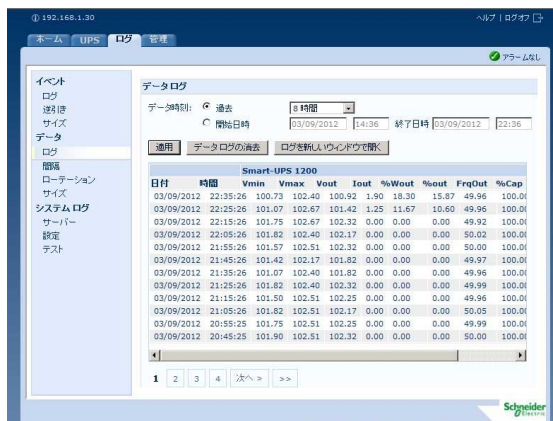 192.168.1.30 ヘルプ | ログオフ
ホーム UPS ログ 管理
アラームなし
イベント
ログ
逆引き
サイズ
データ
ログ
間隔
ローテーション
サイズ
システムログ
サーバー
設定
テスト
データログ
データ時刻: 過去 8 時間
開始日時 03/09/2012 14:36 終了日時 03/09/2012 22:36
適用 データログの消去 ログを新しいウィンドウで開く
Smart-UPS 1200
日付 時間 Vmin Vmax Vout Iout %Wout %out FrqOut %Cap
03/09/2012 22:35:26 100.73 102.40 100.92 1.90 18.30 15.87 49.96 100.00
03/09/2012 22:25:26 101.07 102.67 101.42 1.25 11.67 10.60 49.96 100.00
03/09/2012 22:15:26 101.75 102.67 102.32 0.00 0.00 0.00 49.92 100.00
03/09/2012 22:05:26 101.82 102.40 102.17 0.00 0.00 0.00 50.02 100.00
03/09/2012 21:55:26 101.57 102.51 102.32 0.00 0.00 0.00 50.00 100.00
03/09/2012 21:45:26 101.42 102.17 101.82 0.00 0.00 0.00 49.97 100.00
03/09/2012 21:35:26 101.07 102.40 101.82 0.00 0.00 0.00 49.96 100.00
03/09/2012 21:25:26 101.82 102.40 102.32 0.00 0.00 0.00 49.99 100.00
03/09/2012 21:15:26 101.50 102.51 102.25 0.00 0.00 0.00 49.96 100.00
03/09/2012 21:05:26 101.82 102.51 102.17 0.00 0.00 0.00 50.05 100.00
03/09/2012 20:55:25 101.75 102.51 102.25 0.00 0.00 0.00 49.99 100.00
03/09/2012 20:45:25 101.90 102.51 102.32 0.00 0.00 0.00 50.00 100.00
1 2 3 4 次へ > >>
Schneider
Electric